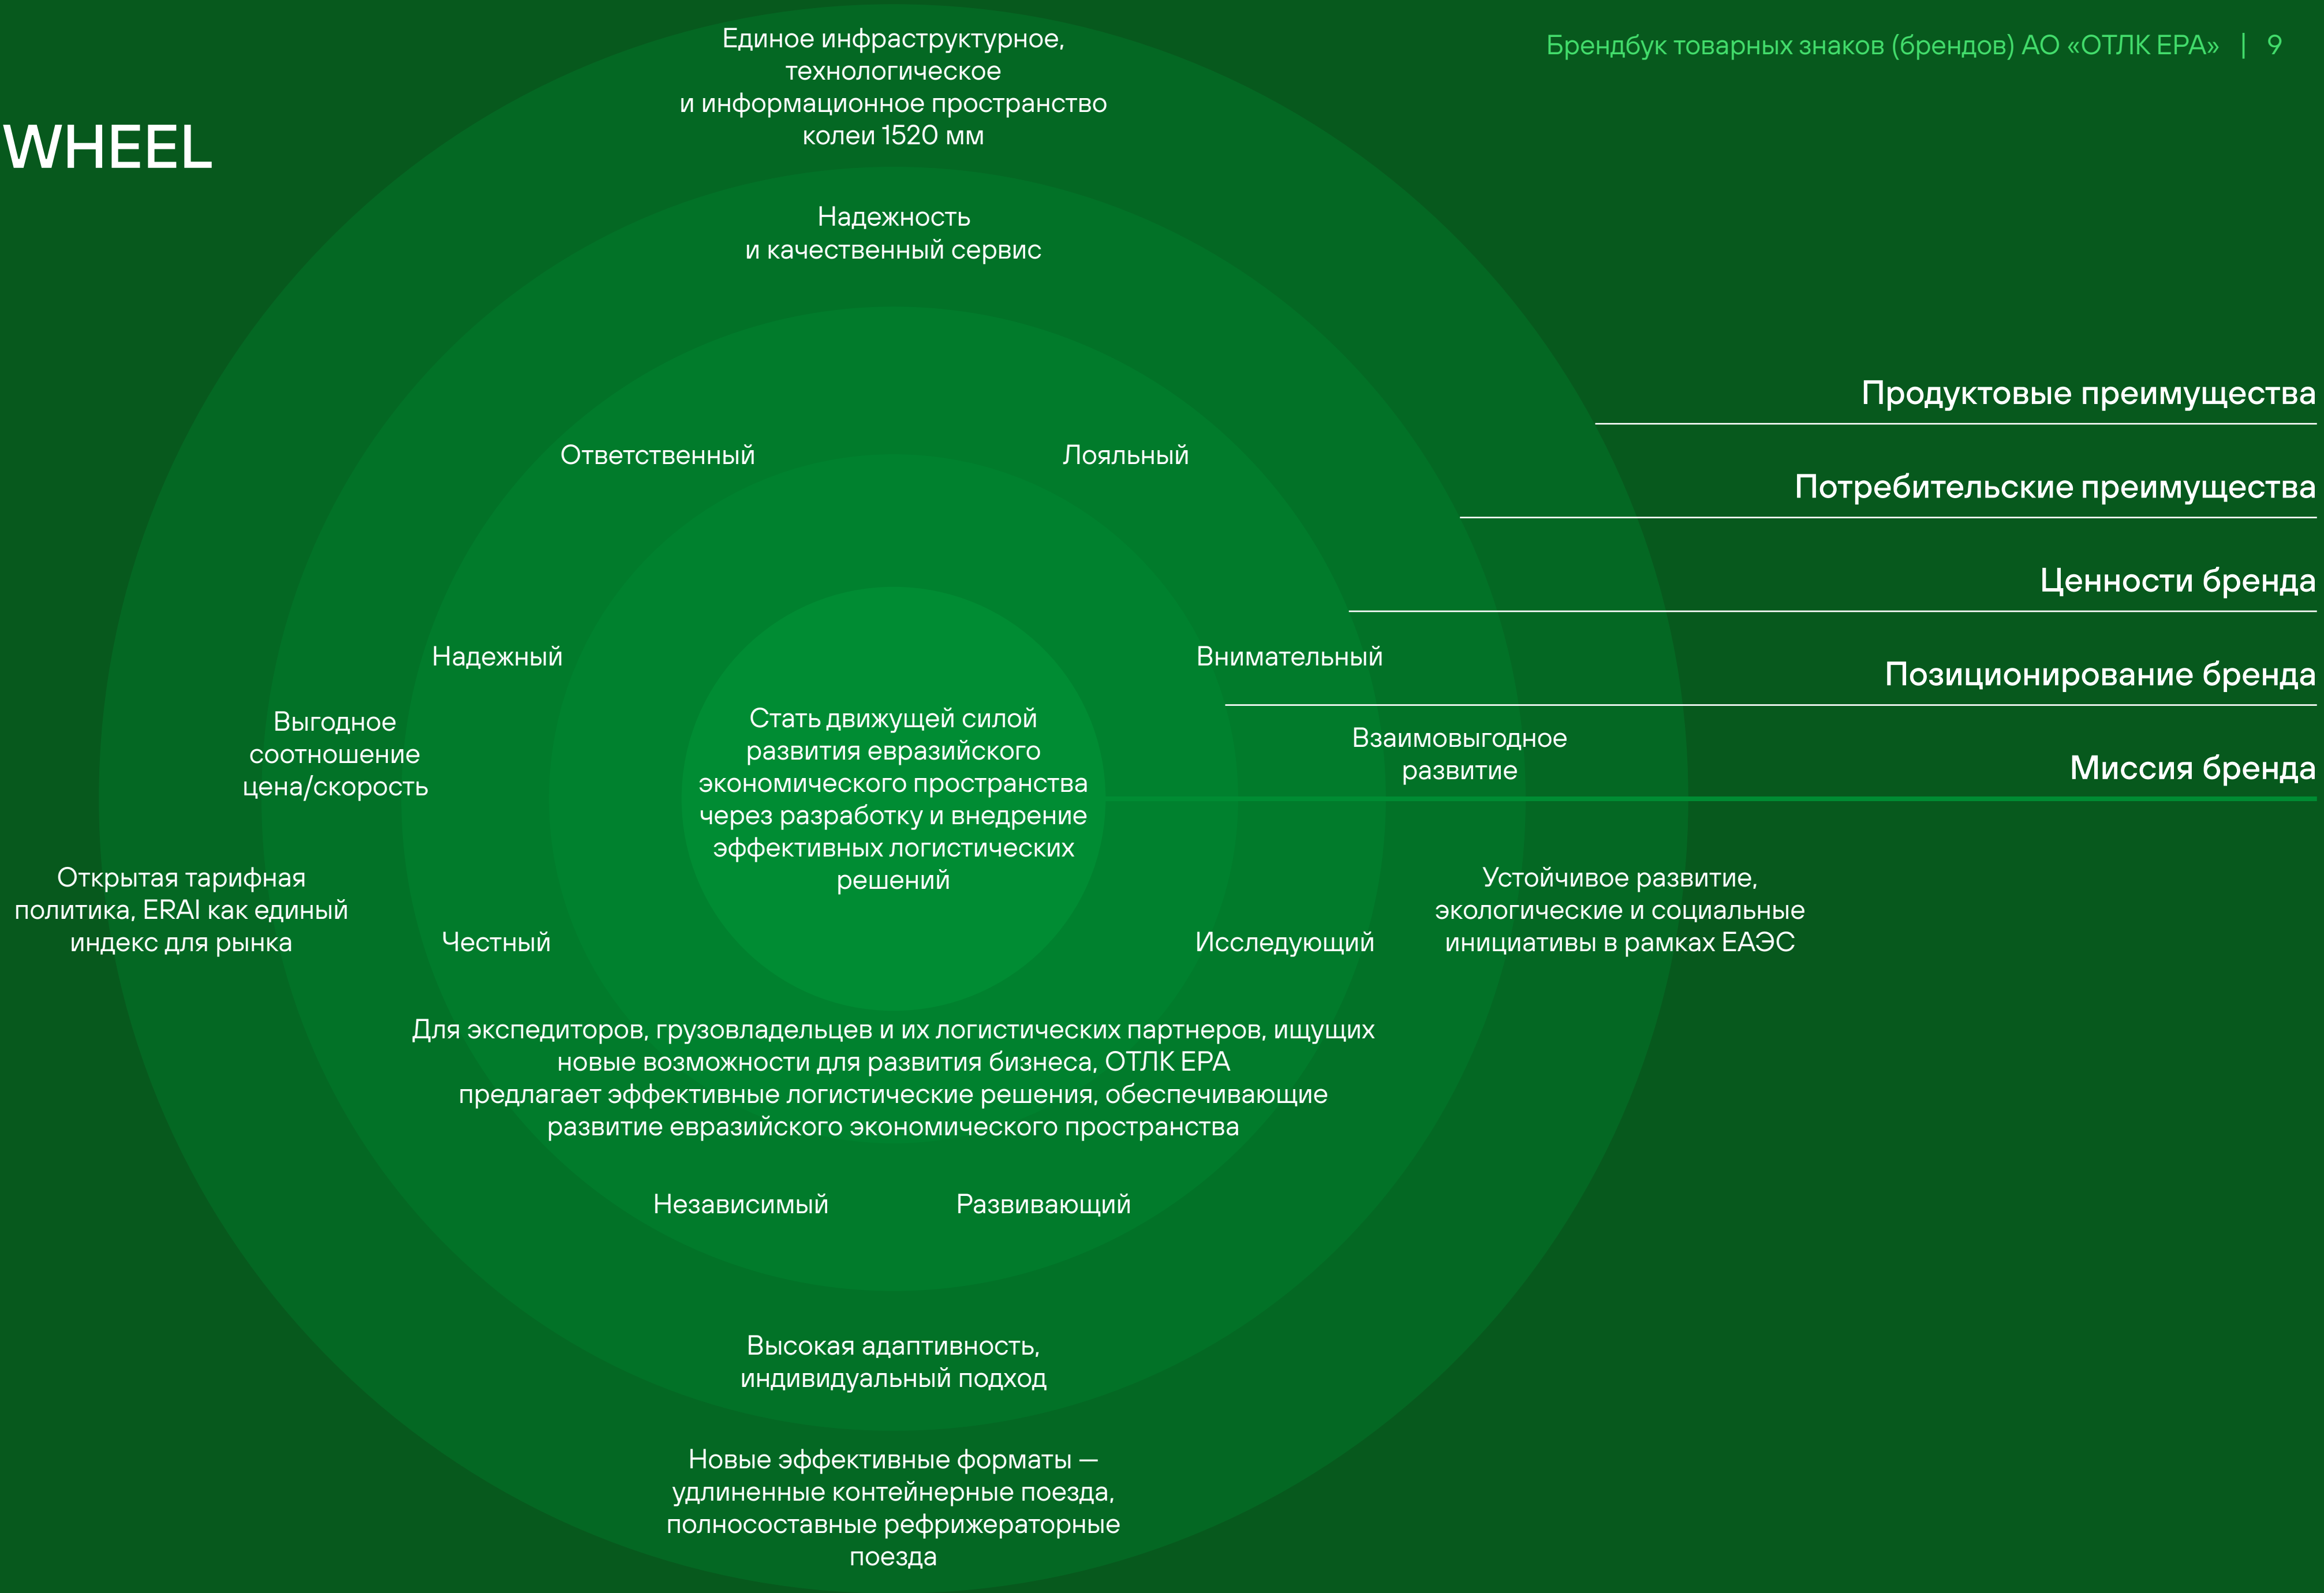 Брендбук товарных знаков (брендов) АО «ОТЛК ЕРА» | 9
WHEEL
Единое инфраструктурное,
технологическое
и информационное пространство
колеи 1520 мм
Надежность
и качественный сервис
Продуктовые преимущества
Потребительские преимущества
Ценности бренда
Позиционирование бренда
Миссия бренда
Ответственный
Лояльный
Надежный
Внимательный
Выгодное
соотношение
цена/скорость
Стать движущей силой
развития евразийского
экономического пространства
через разработку и внедрение
эффективных логистических
решений
Взаимовыгодное
развитие
Открытая тарифная
политика, ERAI как единый
индекс для рынка
Честный
Исследующий
Устойчивое развитие,
экологические и социальные
инициативы в рамках ЕАЭС
Для экспедиторов, грузовладельцев и их логистических партнеров, ищущих
новые возможности для развития бизнеса, ОТЛК ЕРА
предлагает эффективные логистические решения, обеспечивающие
развитие евразийского экономического пространства
Независимый
Развивающий
Высокая адаптивность,
индивидуальный подход
Новые эффективные форматы —
удлиненные контейнерные поезда,
полносоставные рефрижераторные
поезда